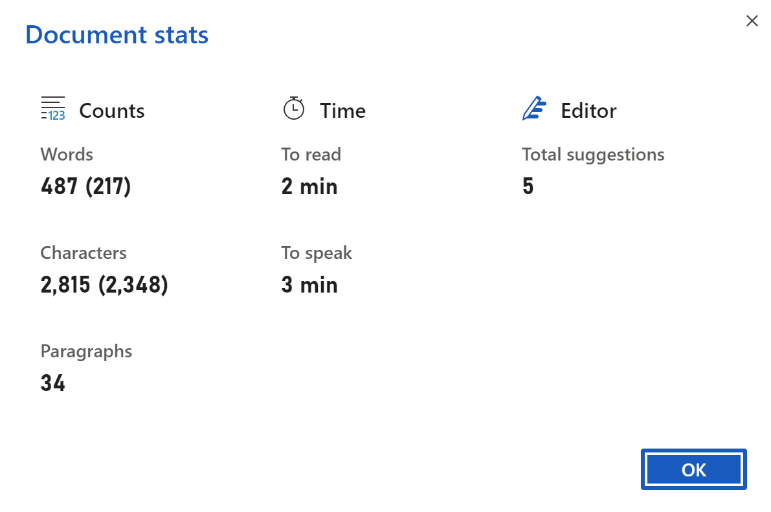 Document stats
123 Counts
Words
487 (217)
Characters
2,815 (2,348)
Paragraphs
34
Time
To read
2 min
To speak
3 min
Editor
Total suggestions
5
OK